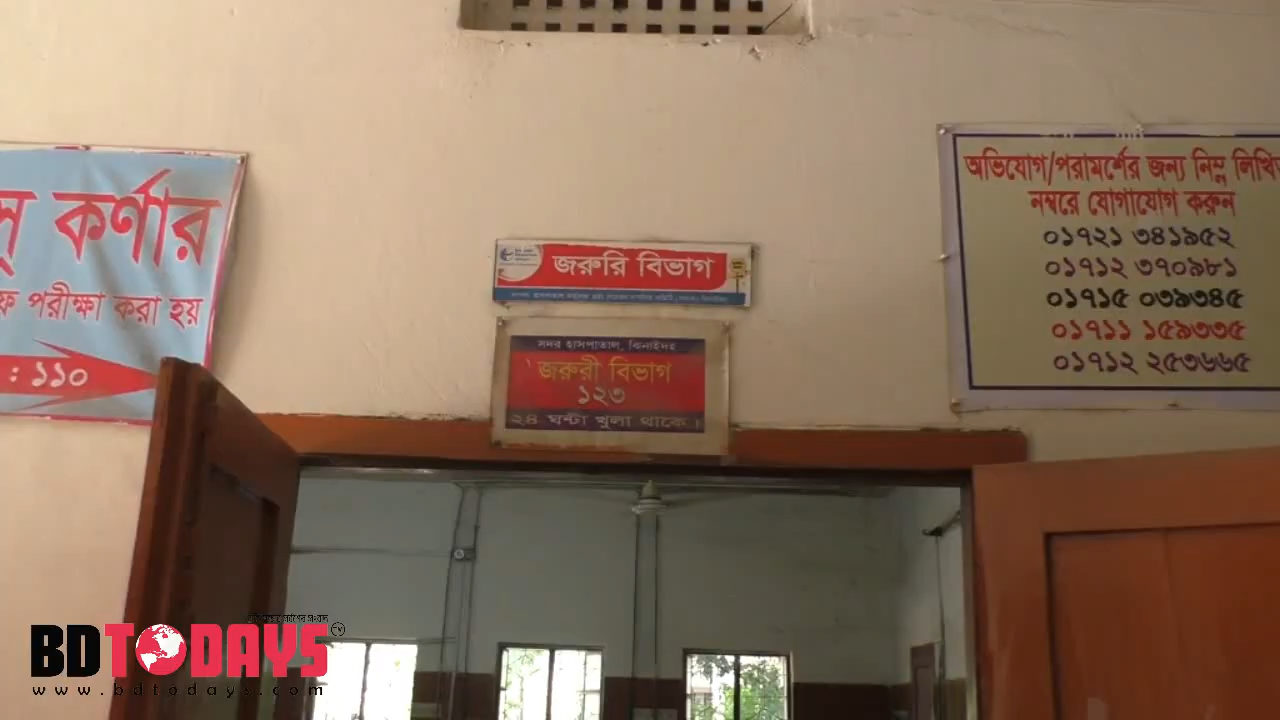 স্ কর্ণার
পরীক্ষা করা হয়
: ১১০
জরুরি বিভাগ
সদর হাসপাতাল, ঝিনাইদহ
জরুরী বিভাগ
১২৩
২৪ ঘন্টা খুলা থাকে।
অভিযোগ/পরামর্শের জন্য নিম্ন লিখিত
নম্বরে যোগাযোগ করুন
০১৭২১ ৩৪১৯৫২
০১৭১২ ৩৭০৯৮১
০১৭১৫ ০৩৯৩৪৫
০১৭১১ ১৫৯৩৩৫
০১৭১২ ২৫৩৬৬৫
BDTODAYS
www.bdtodays.com